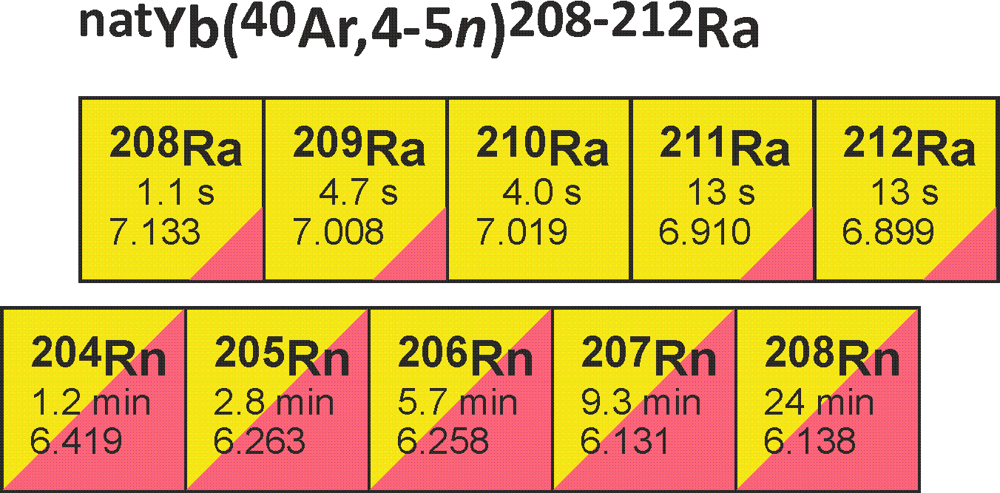 natYb(40Ar,4-5n)208-212Ra
208Ra 209Ra 210Ra 211Ra 212Ra
1.1 s 4.7 s 4.0 s 13 s 13 s
7.133 7.008 7.019 6.910 6.899
204Rn 205Rn 206Rn 207Rn 208Rn
1.2 min 2.8 min 5.7 min 9.3 min 24 min
6.419 6.263 6.258 6.131 6.138